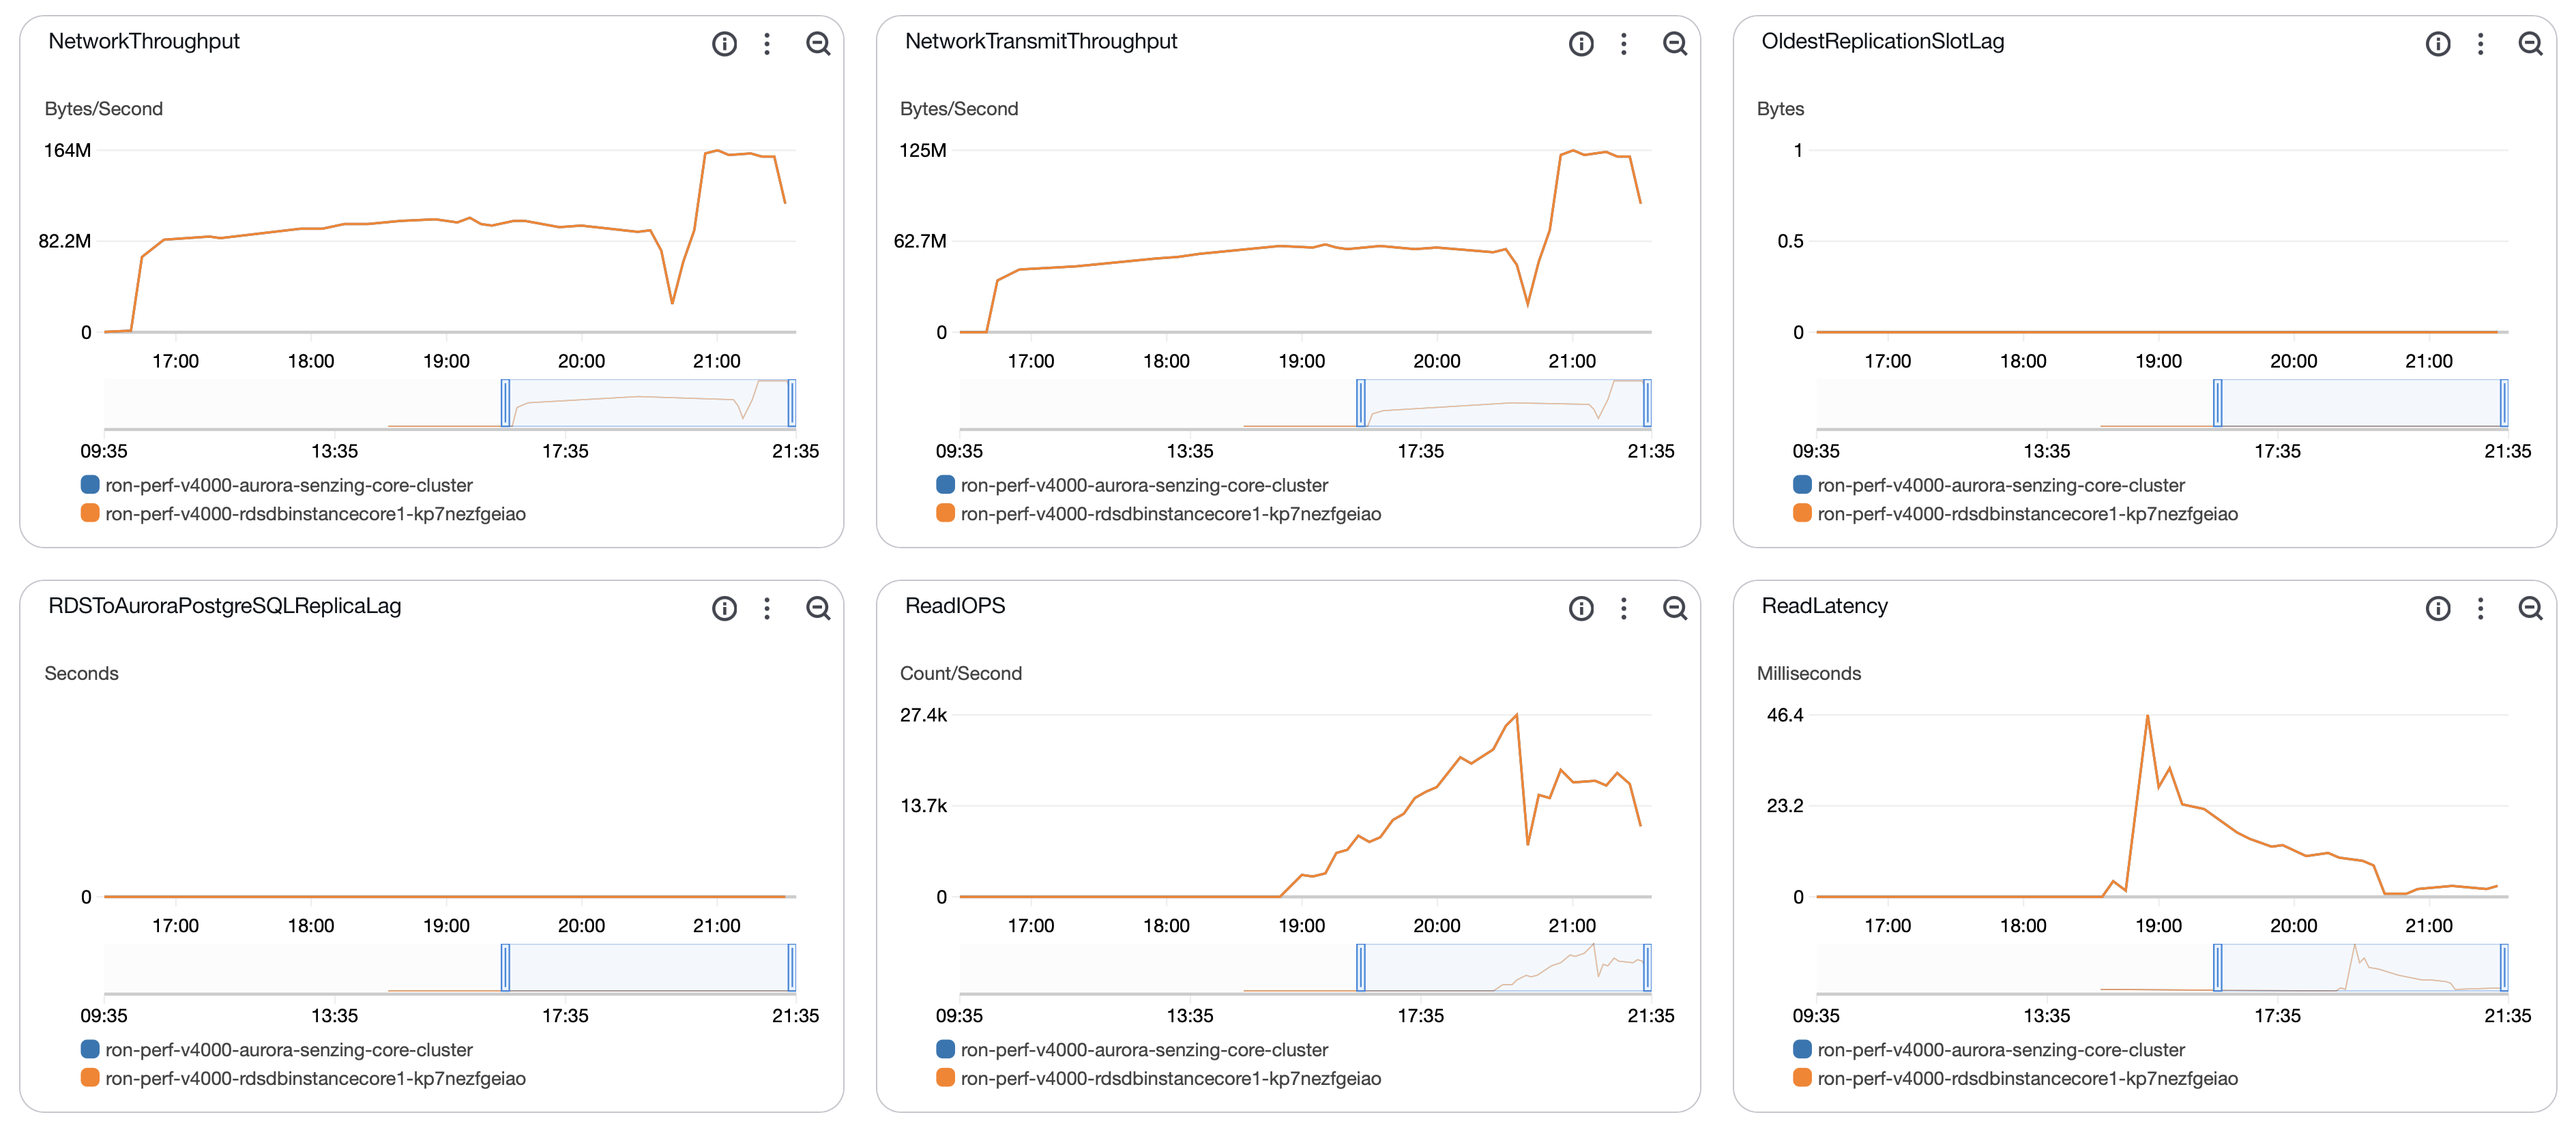 NetworkThroughput
Bytes/Second
164M
82.2M
0
17:00 18:00 19:00 20:00 21:00
09:35 13:35 17:35 21:35
ron-perf-v4000-aurora-senzing-core-cluster
ron-perf-v4000-rdsdbinstancecore1-kp7nezfgeiao
NetworkTransmitThroughput
Bytes/Second
125M
62.7M
0
17:00 18:00 19:00 20:00 21:00
09:35 13:35 17:35 21:35
ron-perf-v4000-aurora-senzing-core-cluster
ron-perf-v4000-rdsdbinstancecore1-kp7nezfgeiao
OldestReplicationSlotLag
Bytes
1
0.5
0
17:00 18:00 19:00 20:00 21:00
09:35 13:35 17:35 21:35
ron-perf-v4000-aurora-senzing-core-cluster
ron-perf-v4000-rdsdbinstancecore1-kp7nezfgeiao
RDSToAuroraPostgreSQLReplicaLag
Seconds
0
17:00 18:00 19:00 20:00 21:00
09:35 13:35 17:35 21:35
ron-perf-v4000-aurora-senzing-core-cluster
ron-perf-v4000-rdsdbinstancecore1-kp7nezfgeiao
ReadIOPS
Count/Second
27.4k
13.7k
0
17:00 18:00 19:00 20:00 21:00
09:35 13:35 17:35 21:35
ron-perf-v4000-aurora-senzing-core-cluster
ron-perf-v4000-rdsdbinstancecore1-kp7nezfgeiao
ReadLatency
Milliseconds
46.4
23.2
0
17:00 18:00 19:00 20:00 21:00
09:35 13:35 17:35 21:35
ron-perf-v4000-aurora-senzing-core-cluster
ron-perf-v4000-rdsdbinstancecore1-kp7nezfgeiao